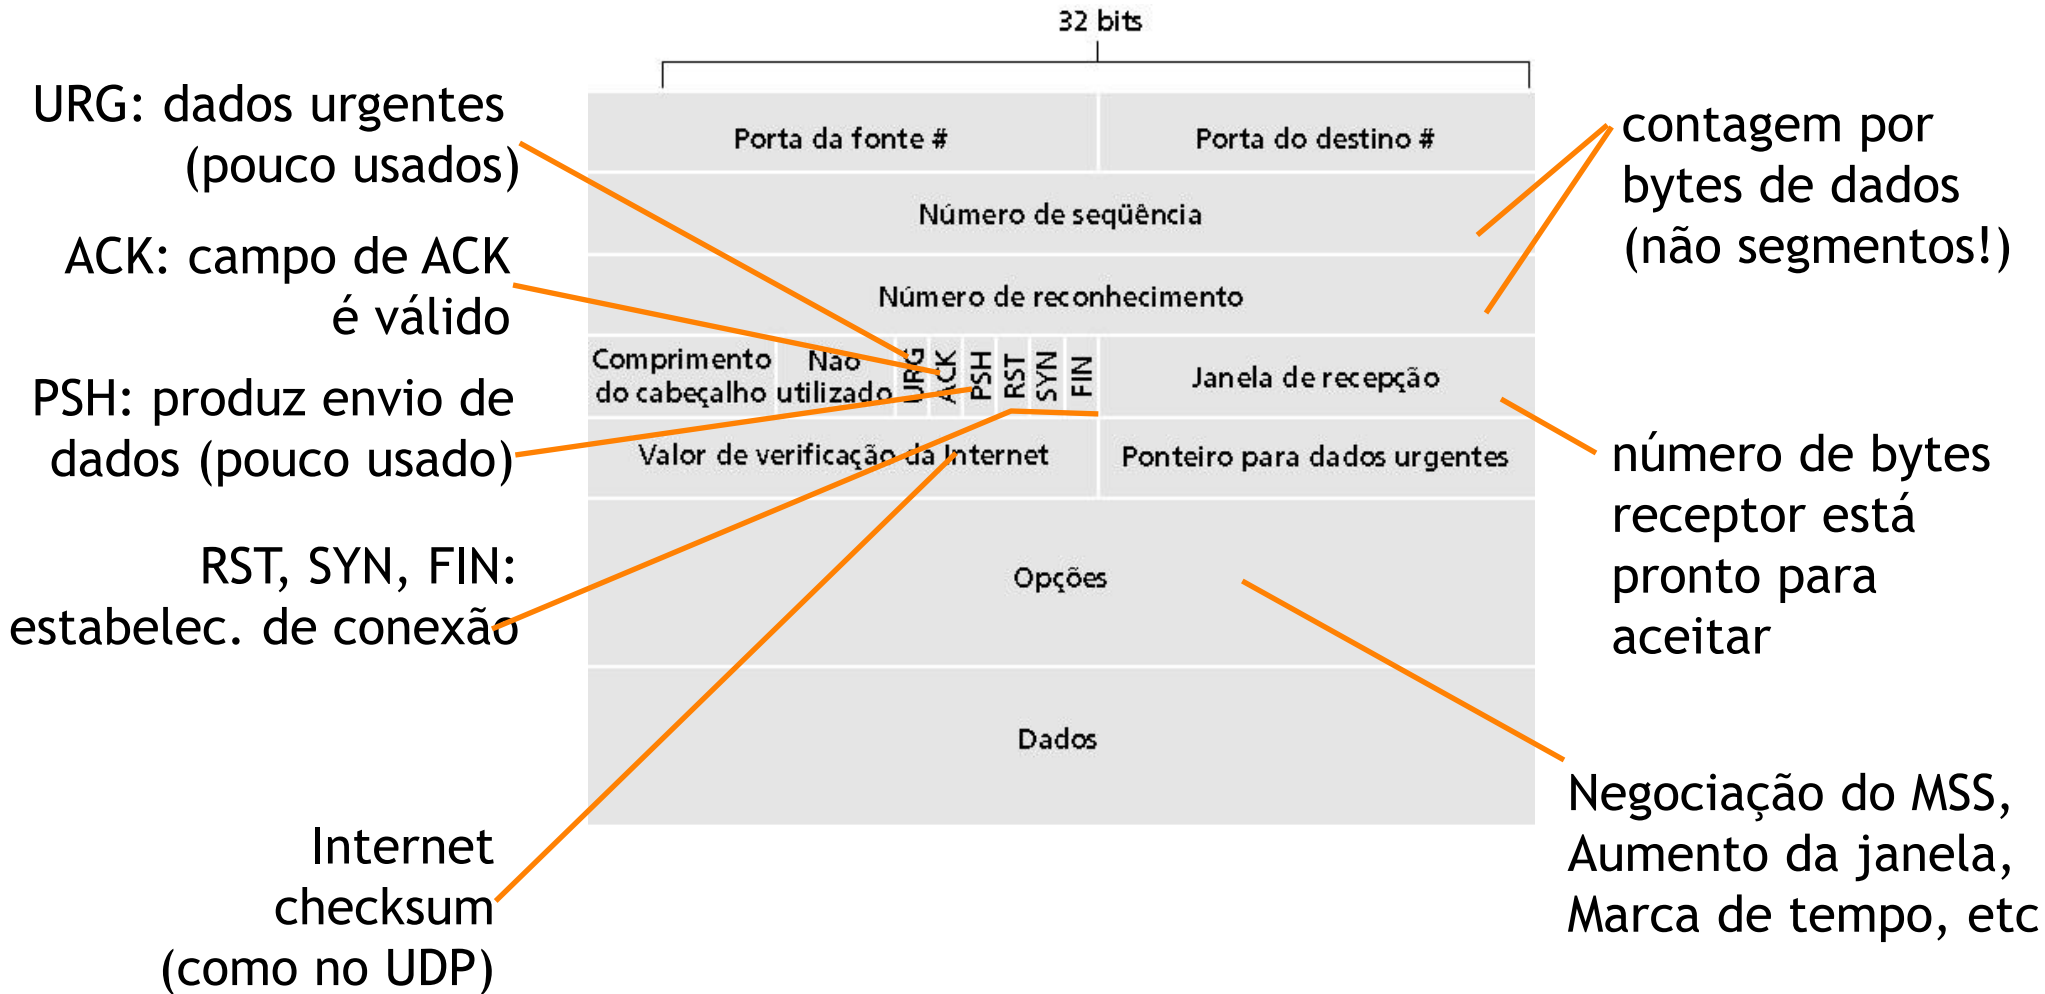 32 bits
URG: dados urgentes
(pouco usados)
ACK: campo de ACK
é válido
PSH: produz envio de
dados (pouco usado)
RST, SYN, FIN:
estabelec. de conexão
Internet
checksum
(como no UDP)
Porta da fonte #
Porta do destino #
Número de seqüência
Número de reconhecimento
Comprimento
do cabeçalho
Não
utilizado
URG
ACK
PSH
RST
SYN
FIN
Janela de recepção
Valor de verificação da Internet
Ponteiro para dados urgentes
Opções
Dados
contagem por
bytes de dados
(não segmentos!)
número de bytes
receptor está
pronto para
aceitar
Negociação do MSS,
Aumento da janela,
Marca de tempo, etc